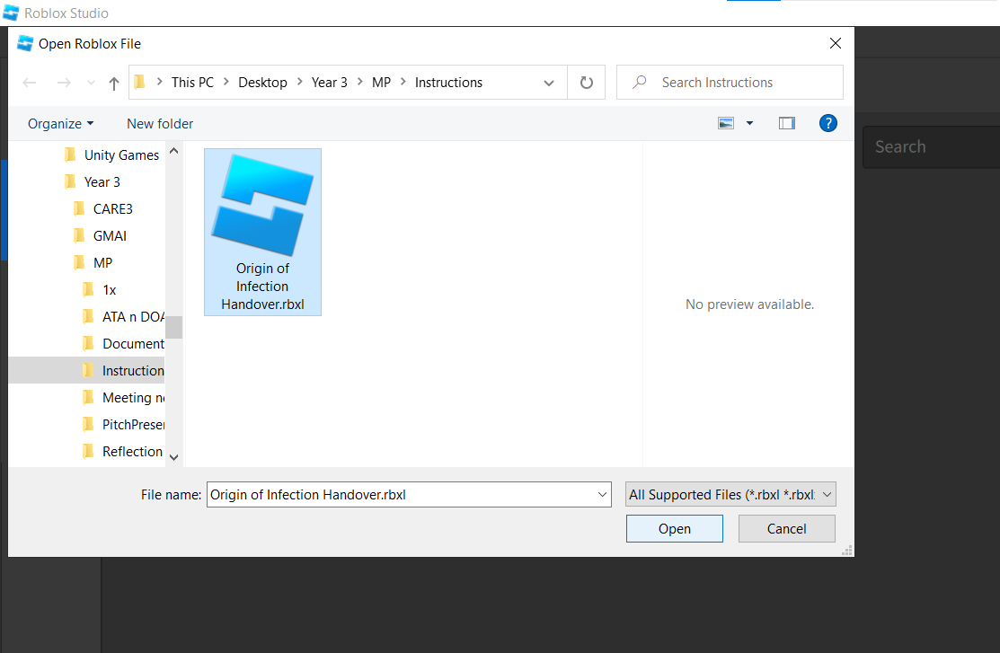 Roblox Studio
Open Roblox File
This PC > Desktop > Year 3 > MP > Instructions
Search Instructions
Organize
New folder
?
Search
Unity Games
Year 3
CARE3
GMAI
MP
1x
ATA n DOA
Document
Instruction
Meeting no
PitchPreser
Reflection
Origin of
Infection
Handover.rbxl
No preview available.
File name:
Origin of Infection Handover.rbxl
All Supported Files (*.rbxl *.rbxl:
Open
Cancel